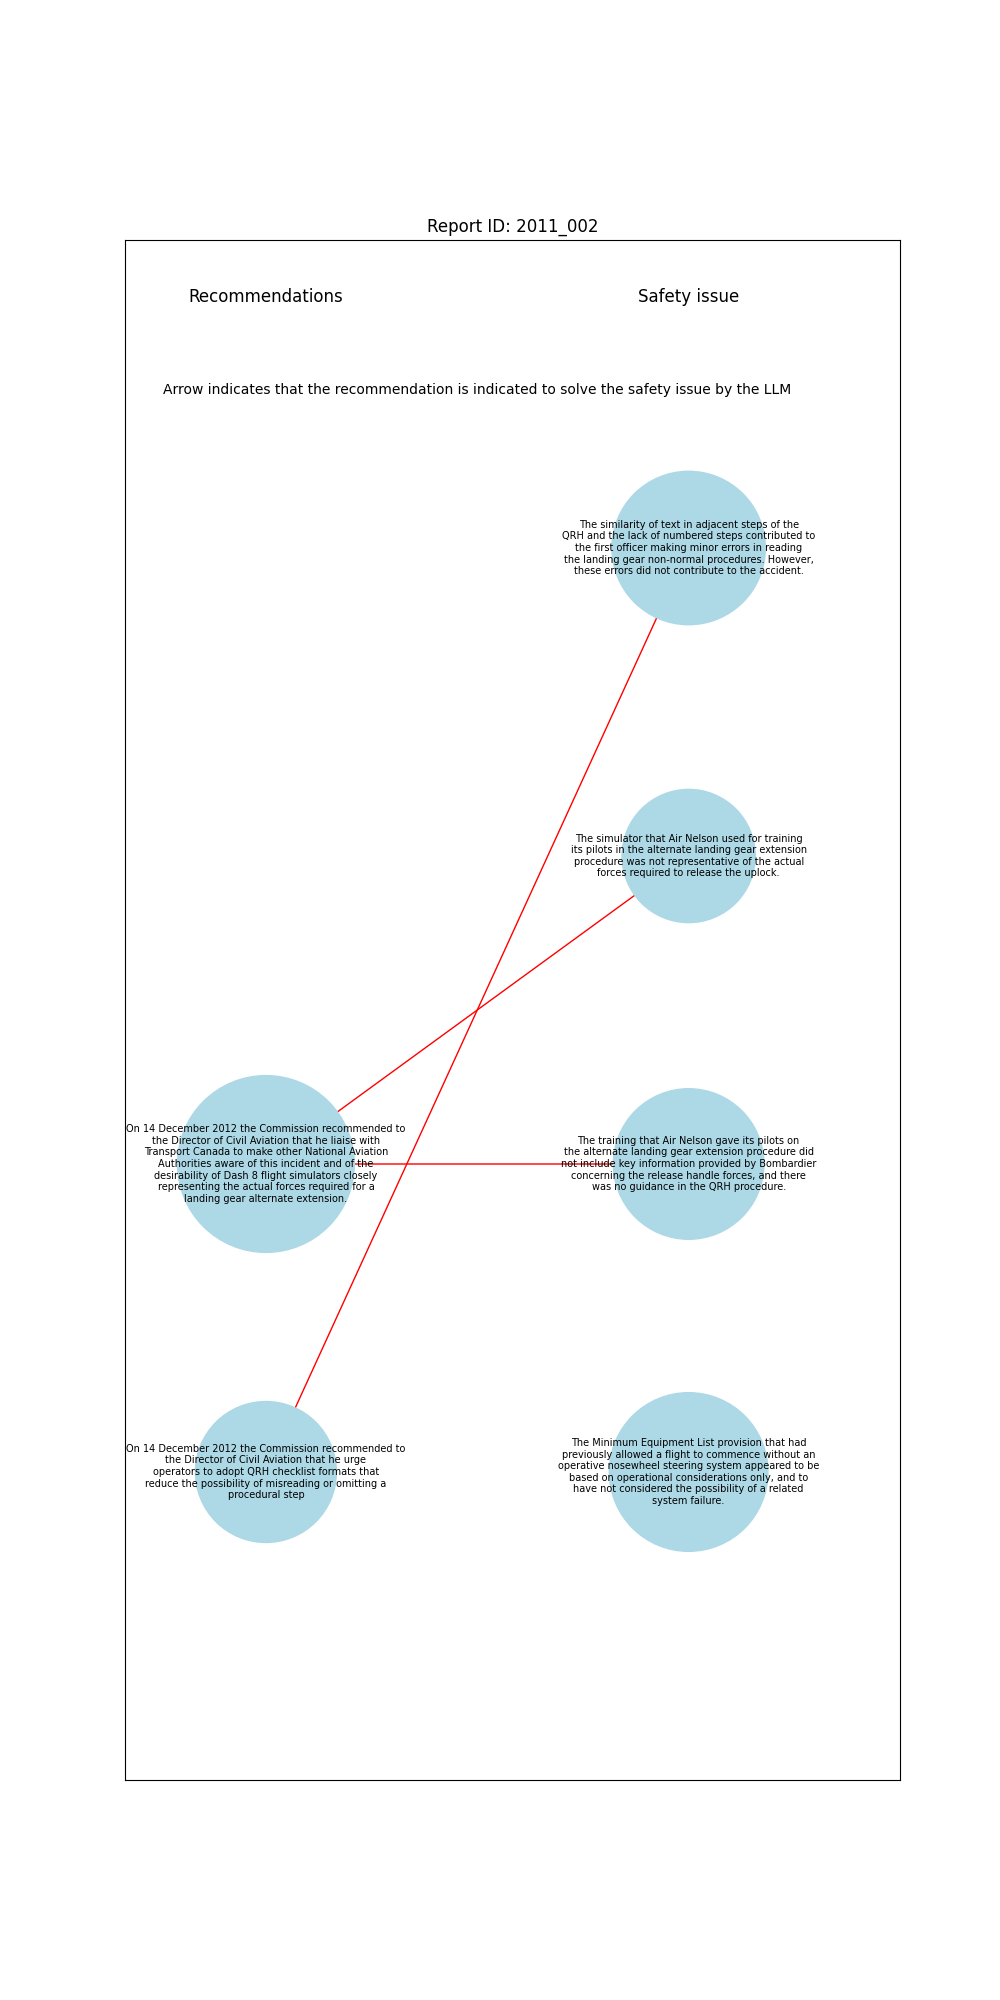 Report ID: 2011_002
Recommendations
Safety issue
Arrow indicates that the recommendation is indicated to solve the safety issue by the LLM
The similarity of text in adjacent steps of the
QRH and the lack of numbered steps contributed to
the first officer making minor errors in reading
the landing gear non-normal procedures. However,
these errors did not contribute to the accident.
The simulator that Air Nelson used for training
its pilots in the alternate landing gear extension
procedure was not representative of the actual
forces required to release the uplock.
On 14 December 2012 the Commission recommended to
the Director of Civil Aviation that he liaise with
Transport Canada to make other National Aviation
Authorities aware of this incident and of the
desirability of Dash 8 flight simulators closely
representing the actual forces required for a
landing gear alternate extension.
The training that Air Nelson gave its pilots on
the alternate landing gear extension procedure did
not include key information provided by Bombardier
concerning the release handle forces, and there
was no guidance in the QRH procedure.
On 14 December 2012 the Commission recommended to
the Director of Civil Aviation that he urge
operators to adopt QRH checklist formats that
reduce the possibility of misreading or omitting a
procedural step
The Minimum Equipment List provision that had
previously allowed a flight to commence without an
operative nosewheel steering system appeared to be
based on operational considerations only, and to
have not considered the possibility of a related
system failure.